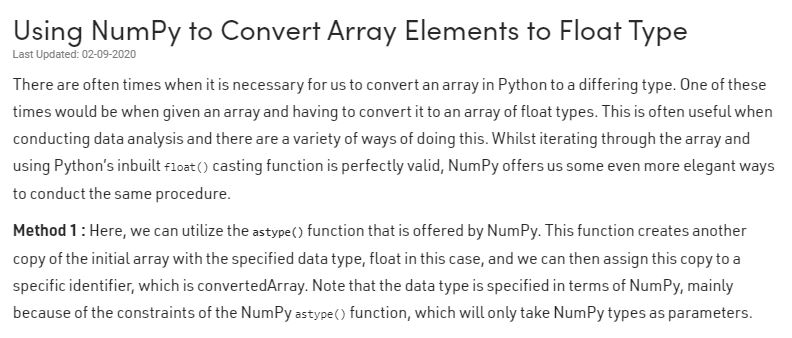 Using NumPy to Convert Array Elements to Float Type
Last Updated: 02-09-2020
There are often times when it is necessary for us to convert an array in Python to a differing type. One of these
times would be when given an array and having to convert it to an array of float types. This is often useful when
conducting data analysis and there are a variety of ways of doing this. Whilst iterating through the array and
using Python's inbuilt float() casting function is perfectly valid, NumPy offers us some even more elegant ways
to conduct the same procedure.
Method 1 : Here, we can utilize the astype() function that is offered by NumPy. This function creates another
copy of the initial array with the specified data type, float in this case, and we can then assign this copy to a
specific identifier, which is convertedArray. Note that the data type is specified in terms of NumPy, mainly
because of the constraints of the NumPy astype() function, which will only take NumPy types as parameters.